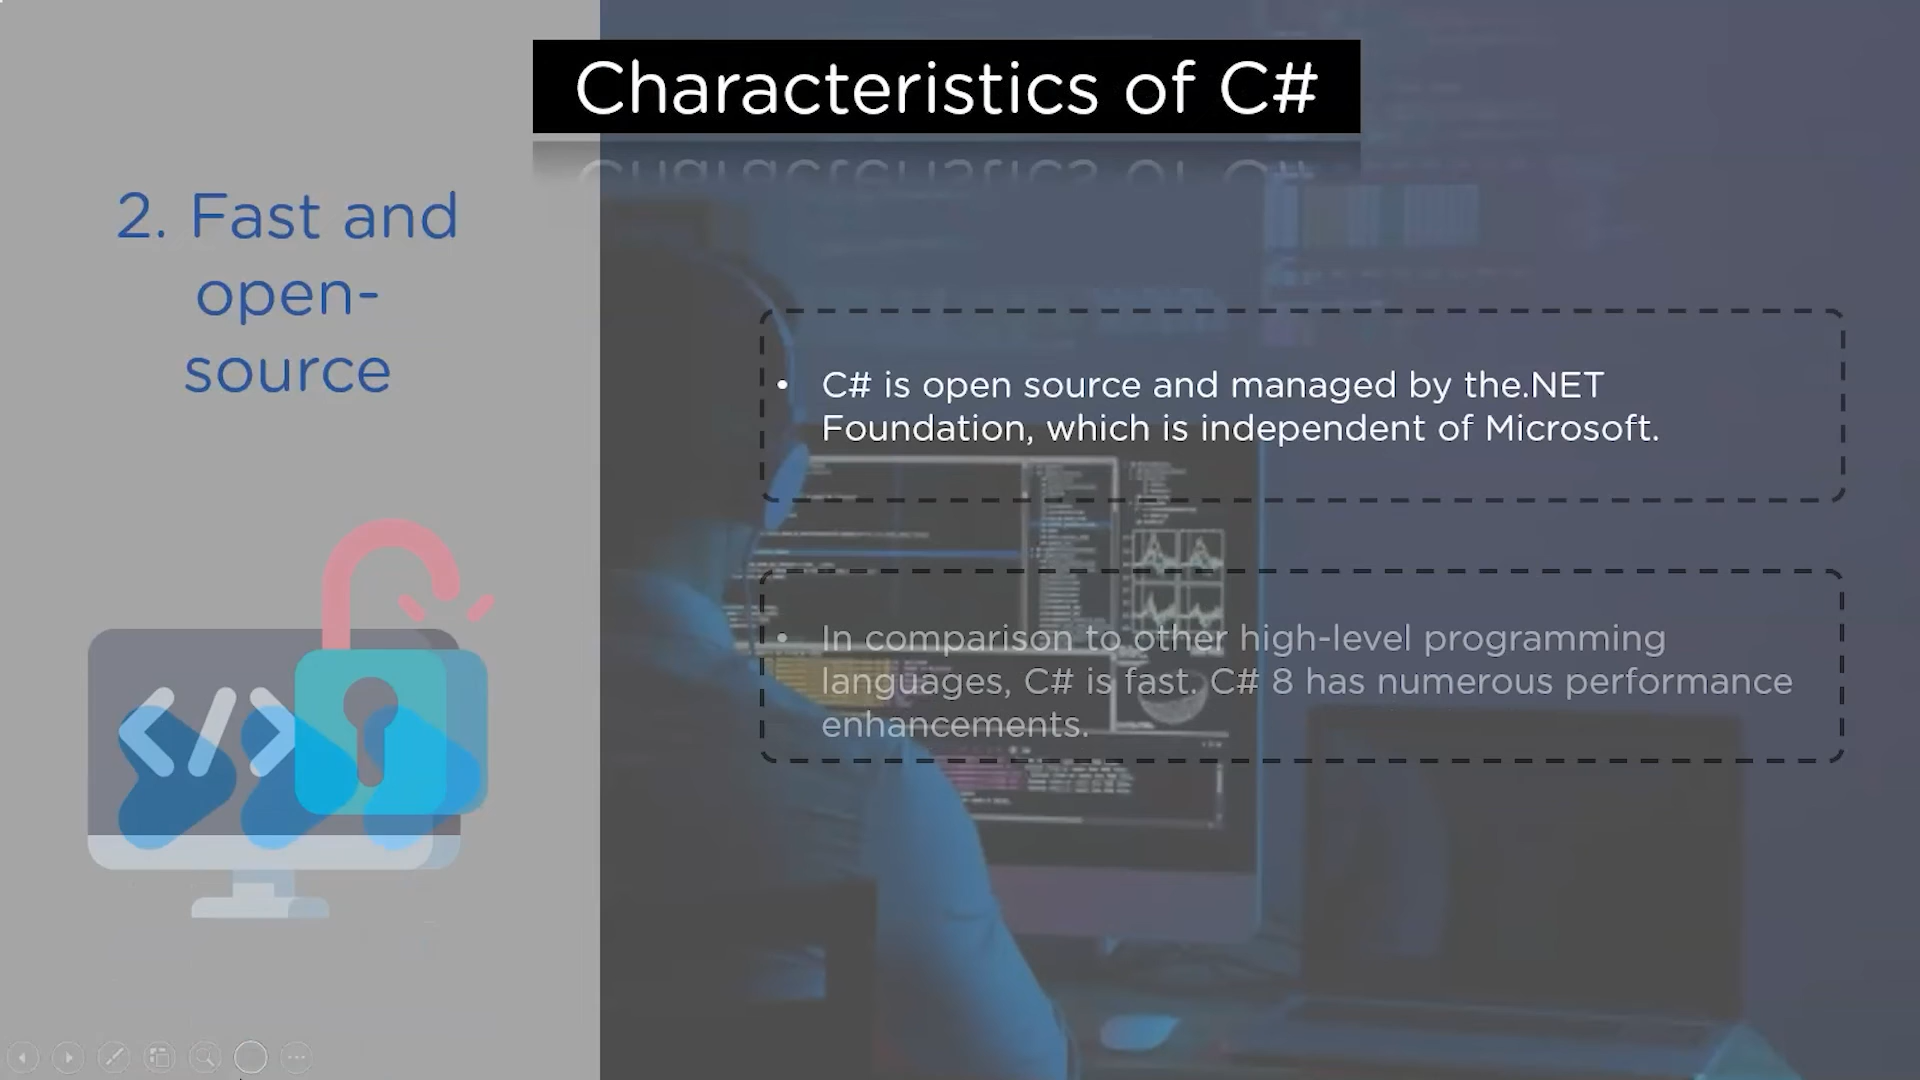 Characteristics of C#
2. Fast and
open-
source
• C# is open source and managed by the.NET
Foundation, which is independent of Microsoft.
• In comparison to other high-level programming
languages, C# is fast. C# 8 has numerous performance
enhancements.